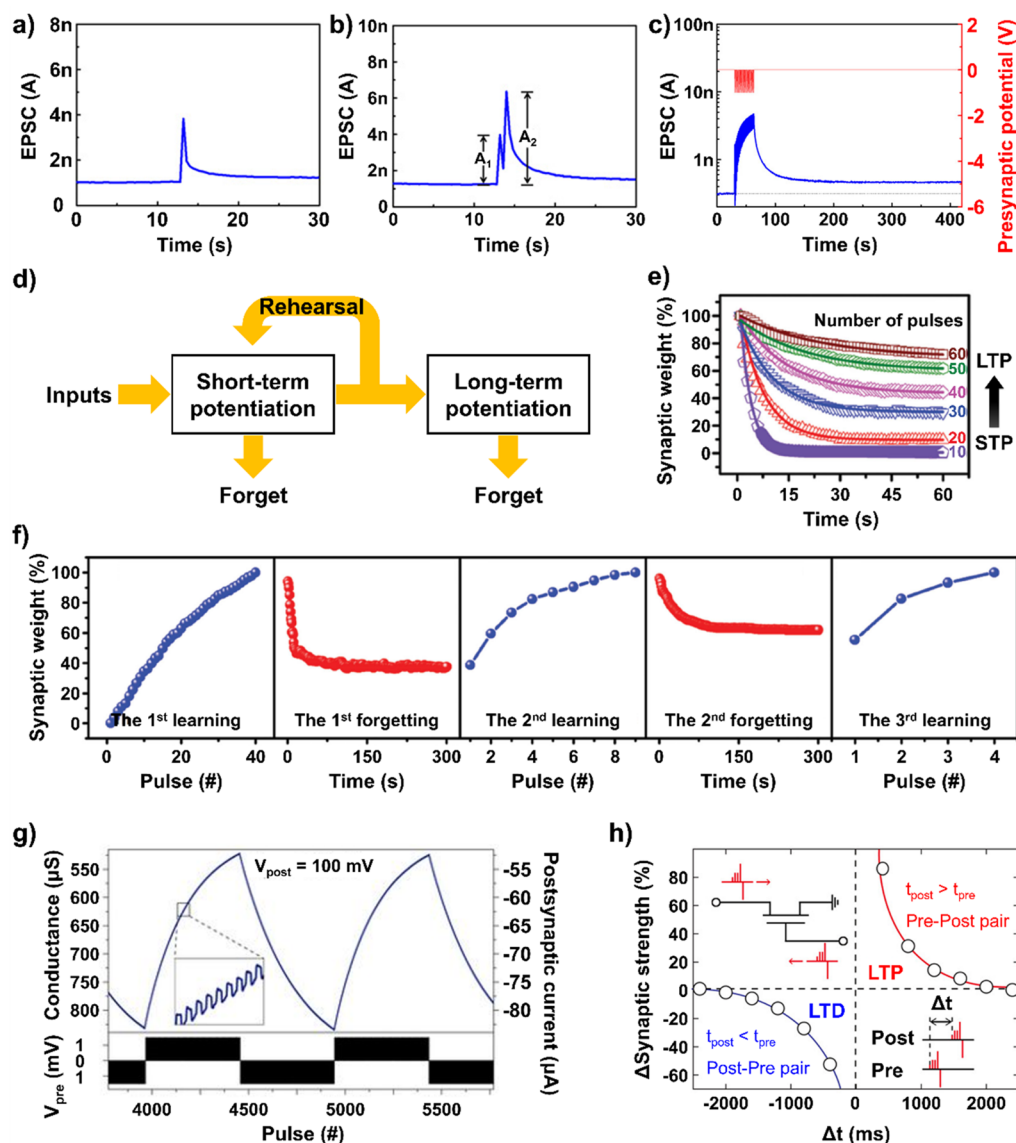 a)
EPSC (A)
8n
6n
4n
2n
0
0 10 20 30
Time (s)
b)
EPSC (A)
8n
6n
4n
2n
0
A1
A2
0 10 20 30
Time (s)
c)
EPSC (A)
100n
10n
1n
0 100 200 300 400
Time (s)
2
0
-2
-4
-6
Presynaptic potential (V)
d)
Rehearsal
Inputs
Short-term
potentiation
Long-term
potentiation
Forget
Forget
e)
Synaptic weight (%)
100
80
60
40
20
0
Number of pulses
60
50
40
30
20
10
LTP
STP
0 15 30 45 60
Time (s)
f)
Synaptic weight (%)
100
80
60
40
20
0
The 1st learning
The 1st forgetting
The 2nd learning
The 2nd forgetting
The 3rd learning
0 20 40
Pulse (#)
0 150 300
Time (s)
2 4 6 8
Pulse (#)
0 150 300
Time (s)
1 2 3 4
Pulse (#)
g)
Conductance (µS)
550
600
650
700
750
800
Vpost = 100 mV
-55
-60
-65
-70
-75
-80
Postsynaptic current (µA)
Vpre (mV)
1
0
1
4000 4500 5000 5500
Pulse (#)
h)
ΔSynaptic strength (%)
80
60
40
20
0
-20
-40
-60
tpost > tpre
Pre-Post pair
LTP
LTD
tpost < tpre
Post-Pre pair
Δt
Post
Pre
-2000 -1000 0 1000 2000
Δt (ms)